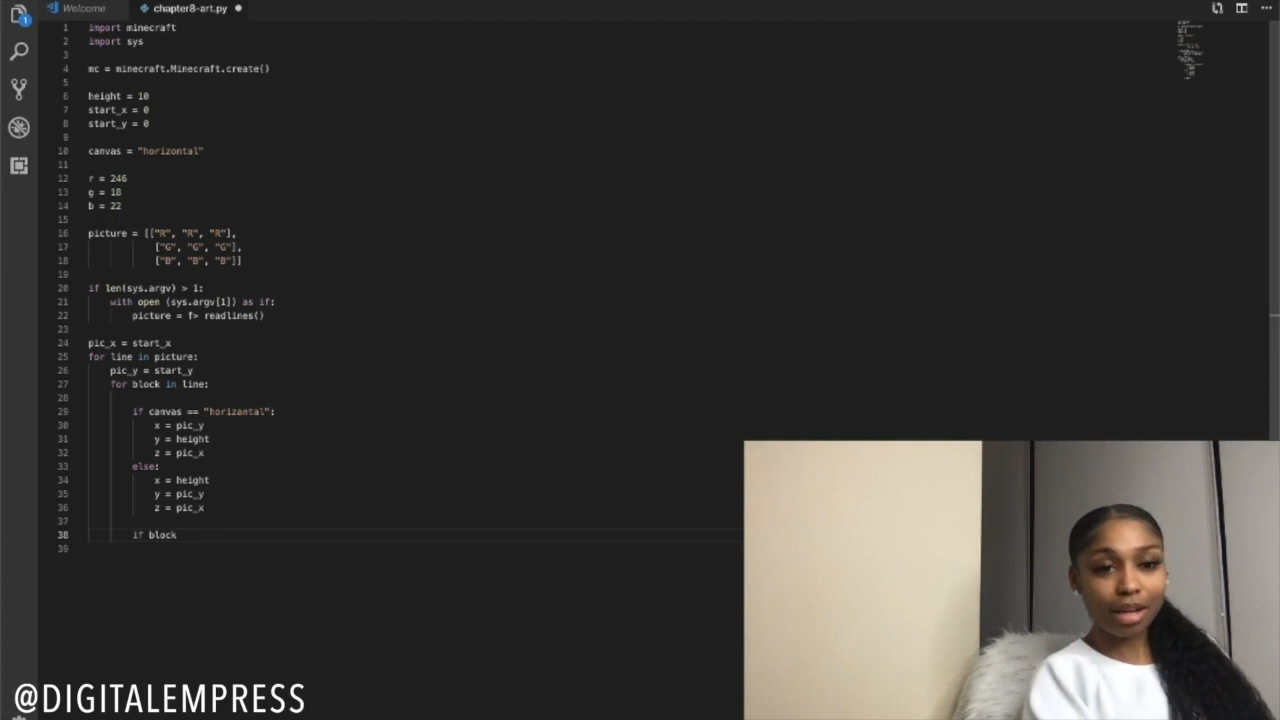 Welcome
chapter8-art.py
1
1 import minecraft
2 import sys
3
4 mc = minecraft.Minecraft.create()
5
6 height = 10
7 start_x = 0
8 start_y = 0
9
10 canvas = "horizontal"
11
12 r = 246
13 g = 18
14 b = 22
15
16 picture = [["R", "R", "R"],
17 ["G", "G", "G"],
18 ["B", "B", "B"]]
19
20 if len(sys.argv) > 1:
21 with open (sys.argv[1]) as if:
22 picture = f> readlines()
23
24 pic_x = start_x
25 for line in picture:
26 pic_y = start_y
27 for block in line:
28
29 if canvas == "horizantal":
30 x = pic_y
31 y = height
32 z = pic_x
33 else:
34 x = height
35 y = pic_y
36 z = pic_x
37
38 if block
39
@DIGITALEMPRESS